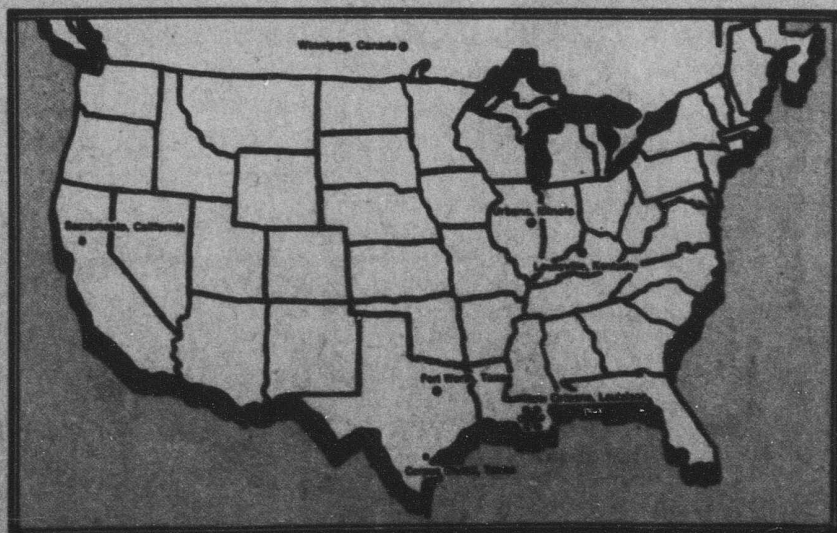 Winnipeg, Canada
Urbana, Illinois
Sacramento, California
Louisville, Kentucky
Fort Worth, Texas
New Orleans, Louisiana
Corpus Christi, Texas